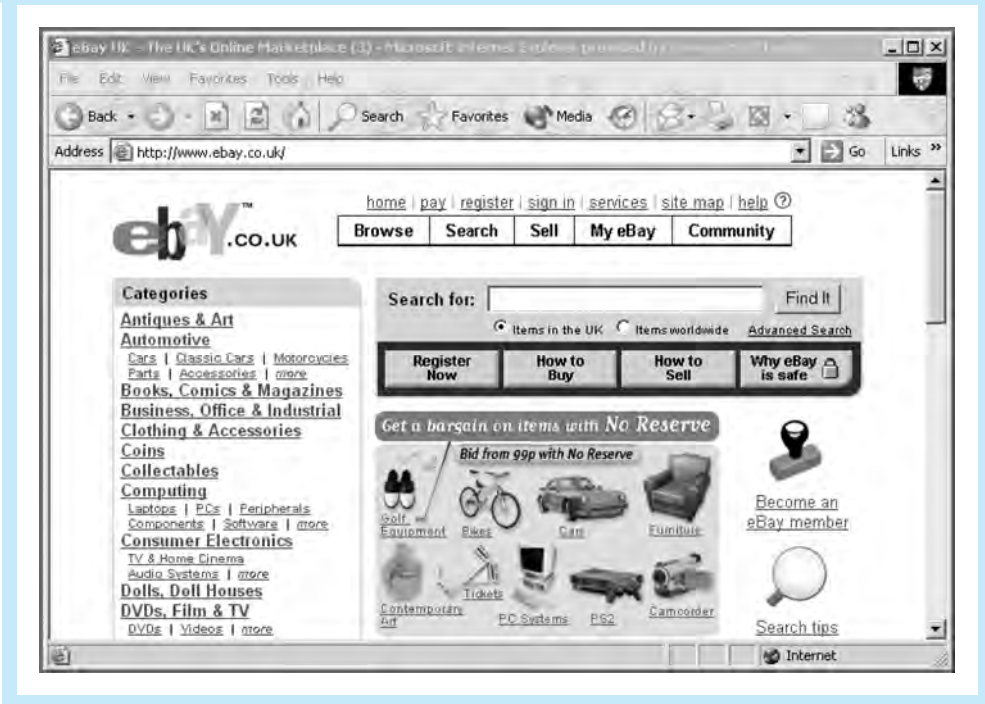 eBay UK - The UK's Online Marketplace (3) - Microsoft Internet Explorer provided by
File Edit View Favorites Tools Help
Back Search Favorites Media
Address http://www.ebay.co.uk/ Go Links »
home | pay | register | sign in | services | site map | help ?
ebY™.co.uk
Browse Search Sell My eBay Community
Categories
Antiques & Art
Automotive
Cars | Classic Cars | Motorcycles
Parts | Accessories | more
Books, Comics & Magazines
Business, Office & Industrial
Clothing & Accessories
Coins
Collectables
Computing
Laptops | PCs | Peripherals
Components | Software | more
Consumer Electronics
TV & Home Cinema
Audio Systems | more
Dolls, Doll Houses
DVDs, Film & TV
DVDs | Videos | more
Search for: Find It
Items in the UK Items worldwide Advanced Search
Register Now
How to Buy
How to Sell
Why eBay is safe
Get a bargain on items with No Reserve
Bid from 99p with No Reserve
Golf Equipment
Bikes
Cars
Furniture
Contemporary Art
Tickets
PC Systems
PS2
Camcorder
Become an
eBay member
Search tips
Internet